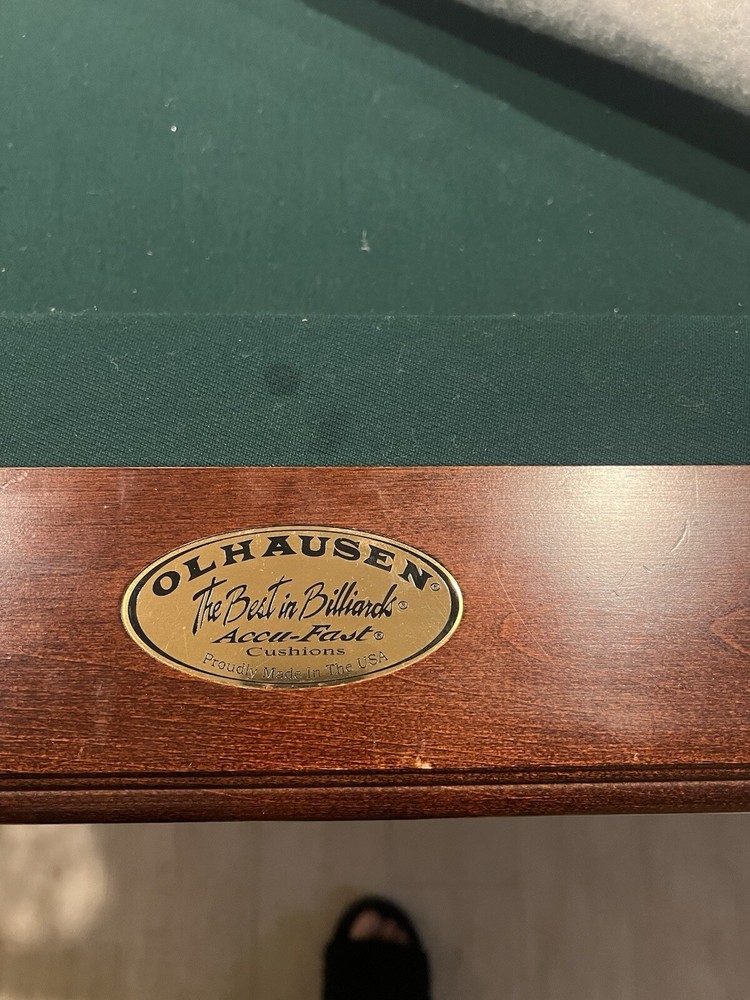 OLHAUSEN®
The Best in Billiards®
Accu-Fast®
Cushions
Proudly Made In The USA